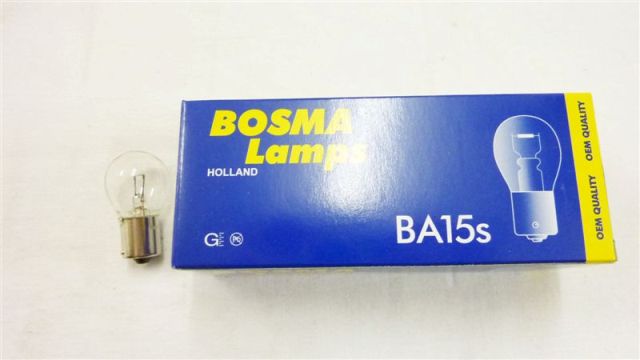 BOSMA
Lamps
HOLLAND
BA15s
OEM QUALITY OEM QUALITY